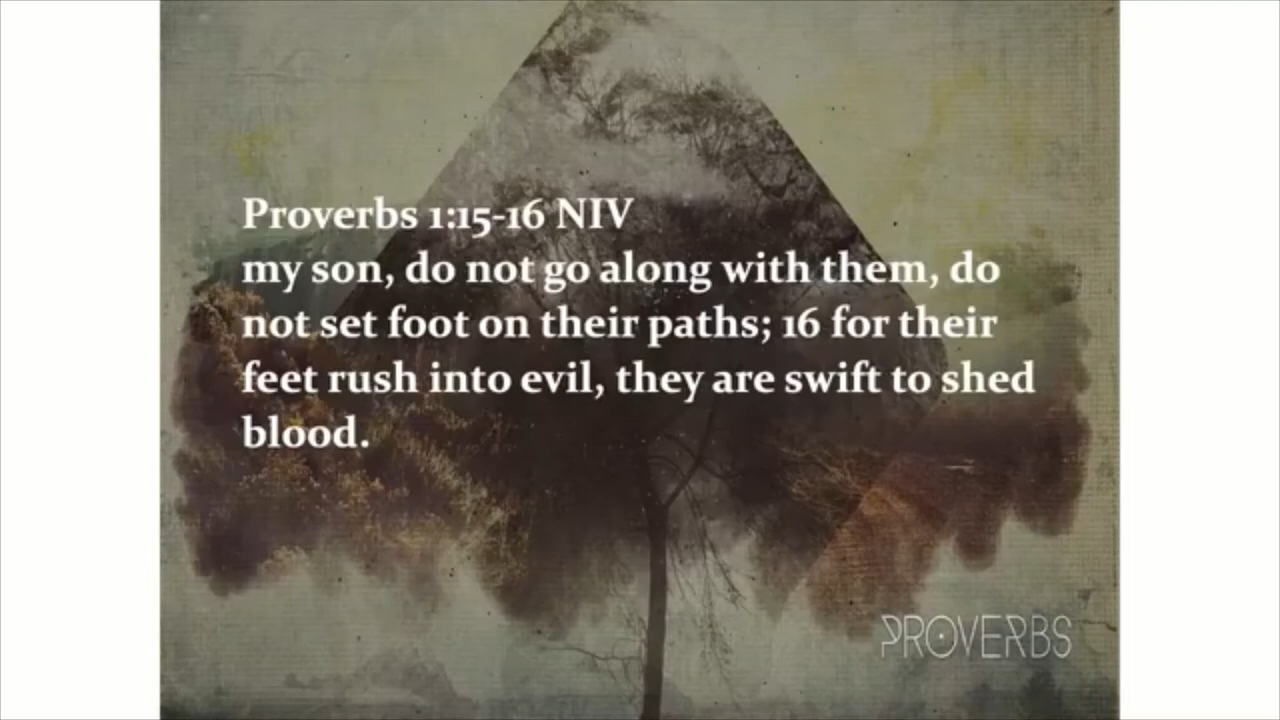 Proverbs 1:15-16 NIV
my son, do not go along with them, do
not set foot on their paths; 16 for their
feet rush into evil, they are swift to shed
blood.
PROVERBS